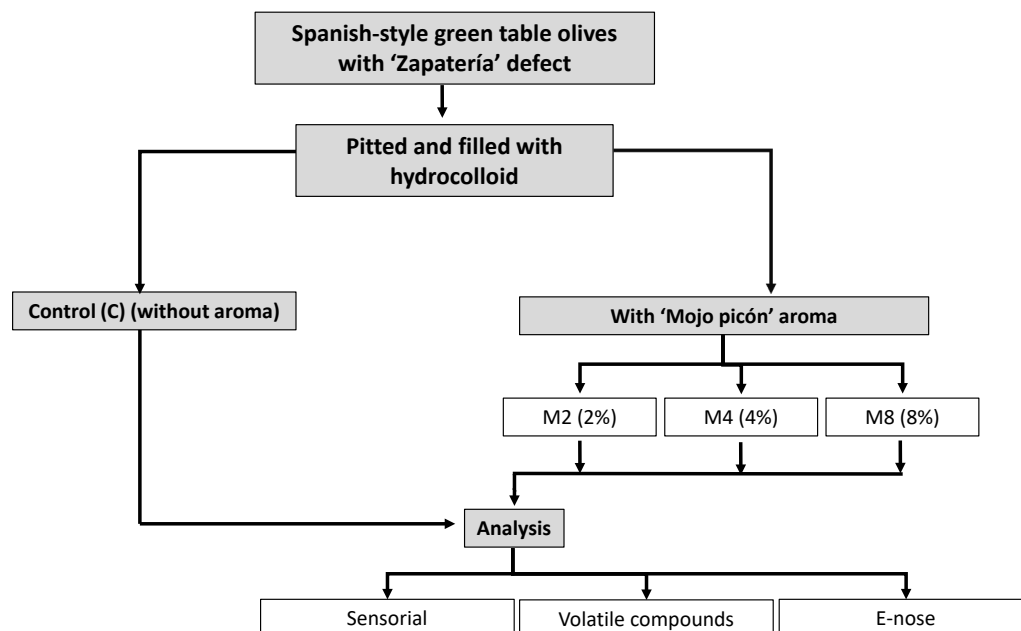 Spanish-style green table olives
with ‘Zapatería’ defect
Pitted and filled with
hydrocolloid
Control (C) (without aroma)
With ‘Mojo picón’ aroma
M2 (2%)
M4 (4%)
M8 (8%)
Analysis
Sensorial
Volatile compounds
E-nose